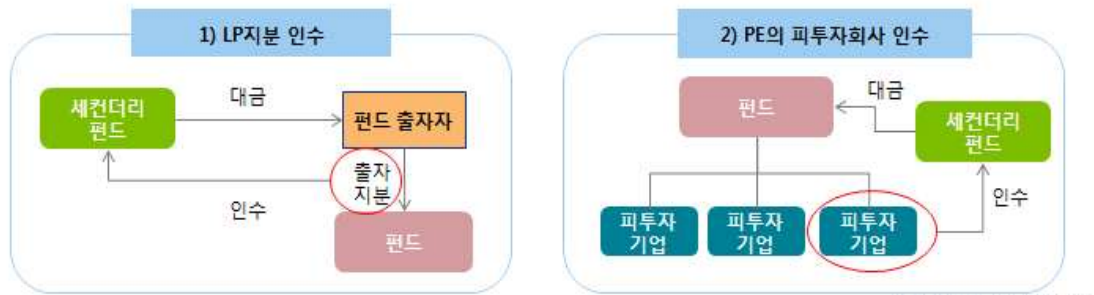 1) LP지분 인수
세컨더리
펀드
대금
펀드 출자자
출자
지분
인수
펀드
2) PE의 피투자회사 인수
펀드
대금
세컨더리
펀드
인수
피투자
기업
피투자
기업
피투자
기업